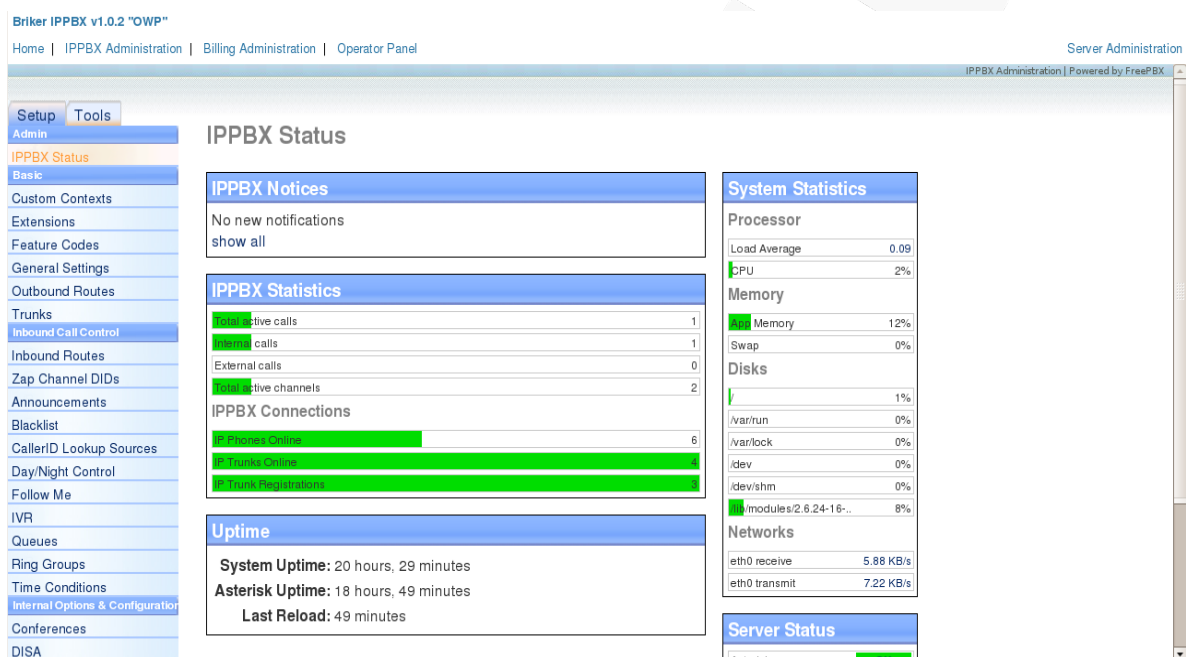 Briker IPPBX v1.0.2 "OWP"
Home | IPPBX Administration | Billing Administration | Operator Panel
Server Administration
IPPBX Administration | Powered by FreePBX
Setup
Tools
Admin
IPPBX Status
Basic
Custom Contexts
Extensions
Feature Codes
General Settings
Outbound Routes
Trunks
Inbound Call Control
Inbound Routes
Zap Channel DIDs
Announcements
Blacklist
CallerID Lookup Sources
Day/Night Control
Follow Me
IVR
Queues
Ring Groups
Time Conditions
Internal Options & Configuration
Conferences
DISA
IPPBX Status
IPPBX Notices
No new notifications
show all
IPPBX Statistics
Total active calls 1
Internal calls 1
External calls 0
Total active channels 2
IPPBX Connections
IP Phones Online 6
IP Trunks Online 4
IP Trunk Registrations 3
Uptime
System Uptime: 20 hours, 29 minutes
Asterisk Uptime: 18 hours, 49 minutes
Last Reload: 49 minutes
System Statistics
Processor
Load Average 0.09
CPU 2%
Memory
App Memory 12%
Swap 0%
Disks
/ 1%
/var/run 0%
/var/lock 0%
/dev 0%
/dev/shm 0%
/lib/modules/2.6.24-16-.. 8%
Networks
eth0 receive 5.88 KB/s
eth0 transmit 7.22 KB/s
Server Status